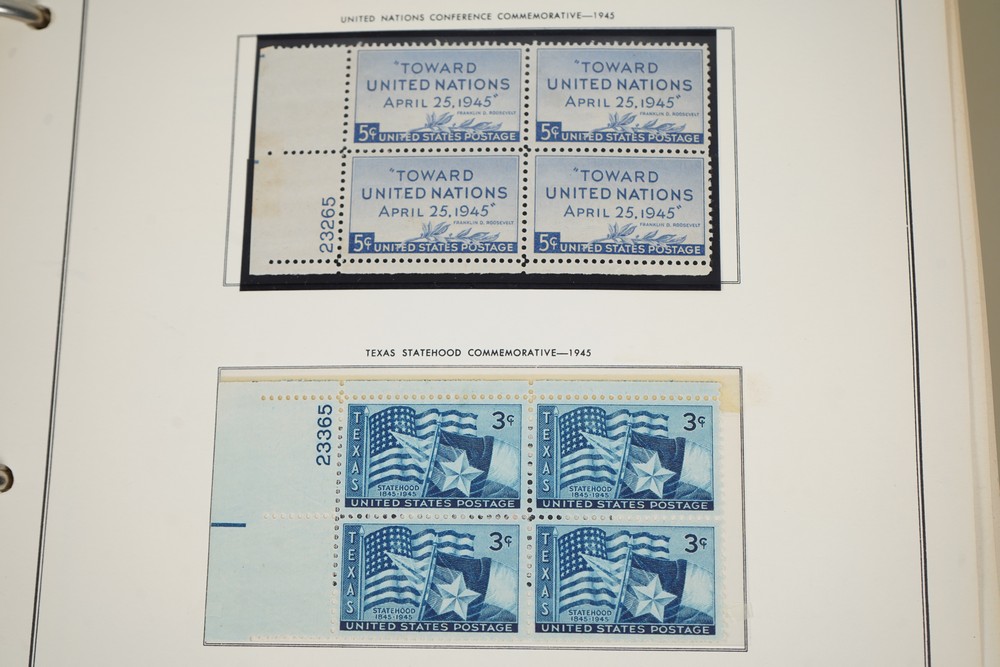 UNITED NATIONS CONFERENCE COMMEMORATIVE—1945
"TOWARD
UNITED NATIONS
APRIL 25, 1945"
FRANKLIN D. ROOSEVELT
5¢ UNITED STATES POSTAGE
"TOWARD
UNITED NATIONS
APRIL 25, 1945"
FRANKLIN D. ROOSEVELT
5¢ UNITED STATES POSTAGE
23265
"TOWARD
UNITED NATIONS
APRIL 25, 1945"
FRANKLIN D. ROOSEVELT
5¢ UNITED STATES POSTAGE
"TOWARD
UNITED NATIONS
APRIL 25, 1945"
FRANKLIN D. ROOSEVELT
5¢ UNITED STATES POSTAGE
TEXAS STATEHOOD COMMEMORATIVE—1945
23365
TEXAS
3¢
STATEHOOD
1845·1945
UNITED STATES POSTAGE
TEXAS
3¢
STATEHOOD
1845·1945
UNITED STATES POSTAGE
TEXAS
3¢
STATEHOOD
1845·1945
UNITED STATES POSTAGE
TEXAS
3¢
STATEHOOD
1845·1945
UNITED STATES POSTAGE